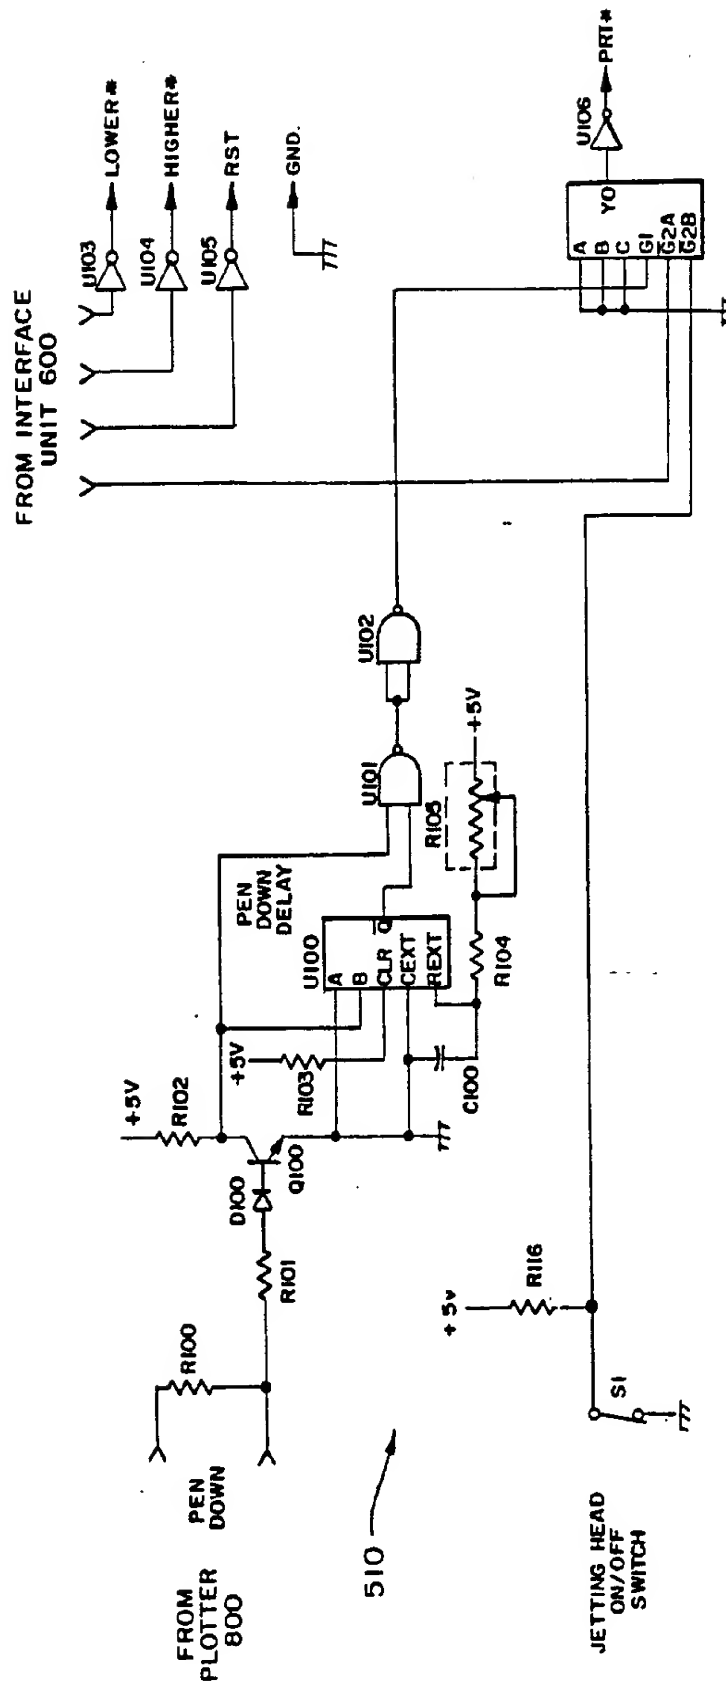 FROM PLOTTER 800
PEN DOWN
R100
R101
D100
Q100
+5V
R102
+5V
R103
PEN DOWN DELAY
U100
A
B
CLR
CEXT
REXT
Q
C100
R104
R105
+5V
U101
U102
FROM INTERFACE UNIT 600
U103
LOWER*
U104
HIGHER*
U105
RST
GND.
A
B
C
G1
G2A
G2B
YO
U106
PRT*
510
JETTING HEAD ON/OFF SWITCH
S1
+5v
R116